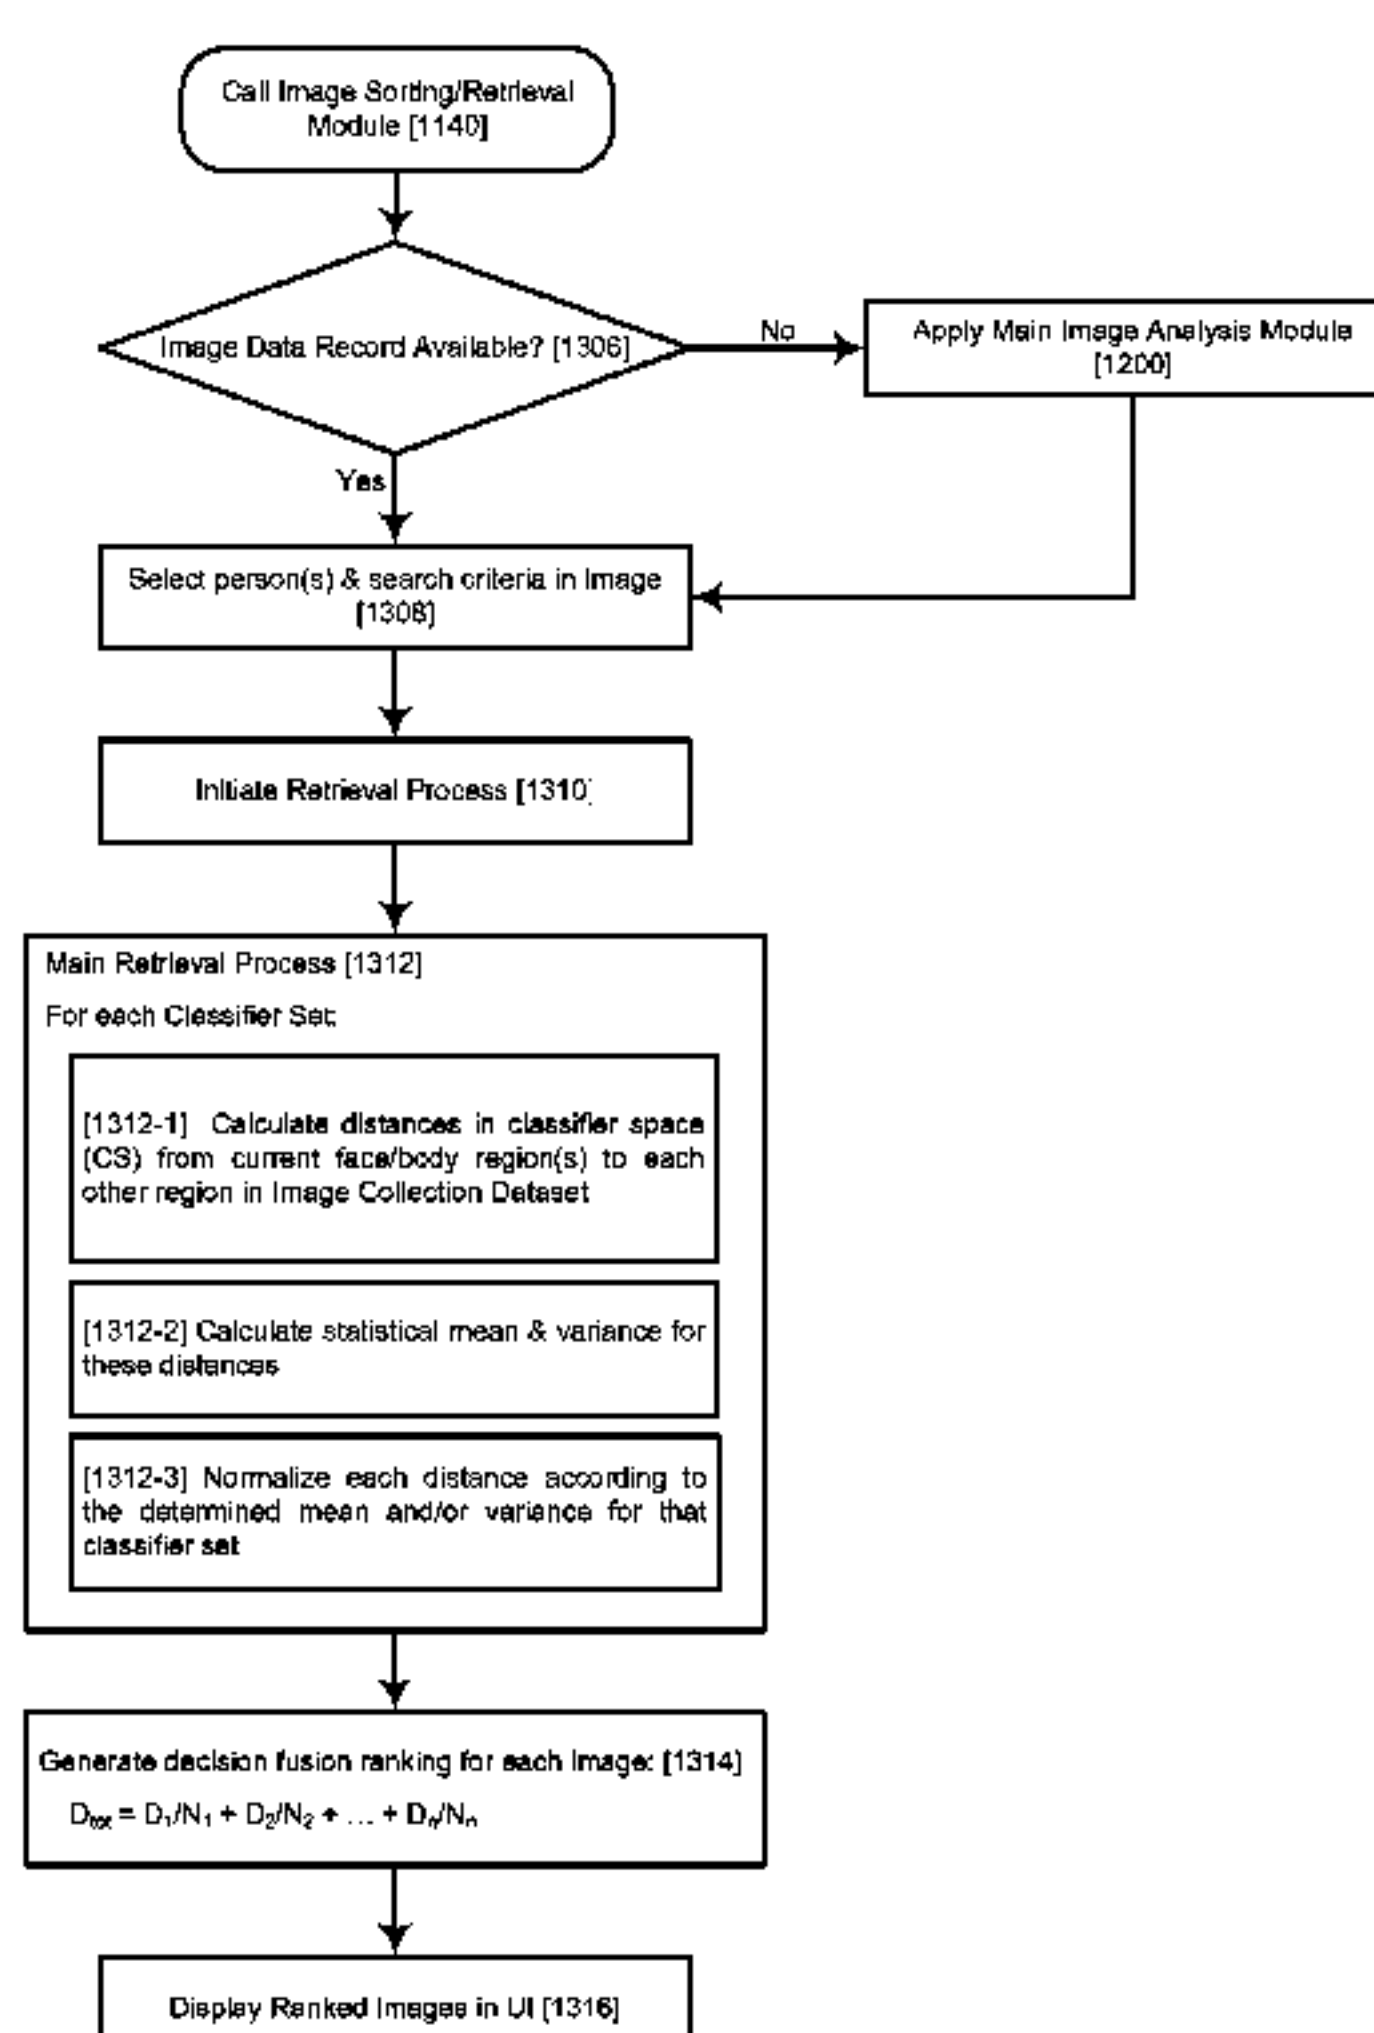 Call Image Sorting/Retrieval
Module [1140]
Image Data Record Available? [1306]
No
Apply Main Image Analysis Module
[1200]
Yes
Select person(s) & search criteria in Image
[1308]
Initiate Retrieval Process [1310]
Main Retrieval Process [1312]
For each Classifier Set:
[1312-1] Calculate distances in classifier space
(CS) from current face/body region(s) to each
other region in Image Collection Dataset
[1312-2] Calculate statistical mean & variance for
these distances
[1312-3] Normalize each distance according to
the determined mean and/or variance for that
classifier set
Generate decision fusion ranking for each Image: [1314]
Dtot = D1/N1 + D2/N2 + ... + Dn/Nn
Display Ranked Images in UI [1316]